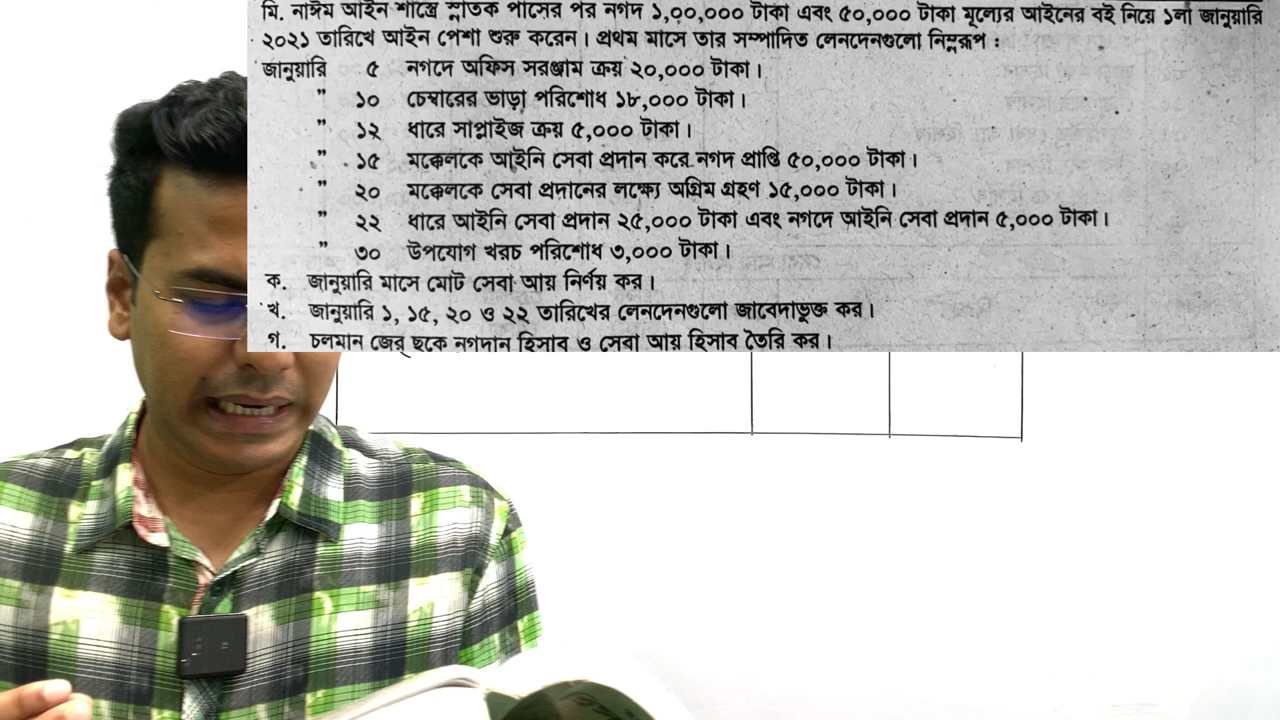 মি. নাঈম আইন শাস্ত্রে স্নাতক পাসের পর নগদ ১,০০,০০০ টাকা এবং ৫০,০০০ টাকা মূল্যের আইনের বই নিয়ে ১লা জানুয়ারি
২০২১ তারিখে আইন পেশা শুরু করেন। প্রথম মাসে তার সম্পাদিত লেনদেনগুলো নিম্নরূপ :
জানুয়ারি ৫ নগদে অফিস সরঞ্জাম ক্রয় ২০,০০০ টাকা।
" ১০ চেম্বারের ভাড়া পরিশোধ ১৮,০০০ টাকা।
" ১২ ধারে সাপ্লাইজ ক্রয় ৫,০০০ টাকা।
" ১৫ মক্কেলকে আইনি সেবা প্রদান করে নগদ প্রাপ্তি ৫০,০০০ টাকা।
" ২০ মক্কেলকে সেবা প্রদানের লক্ষ্যে অগ্রিম গ্রহণ ১৫,০০০ টাকা।
" ২২ ধারে আইনি সেবা প্রদান ২৫,০০০ টাকা এবং নগদে আইনি সেবা প্রদান ৫,০০০ টাকা।
" ৩০ উপযোগ খরচ পরিশোধ ৩,০০০ টাকা।
ক. জানুয়ারি মাসে মোট সেবা আয় নির্ণয় কর।
খ. জানুয়ারি ১, ১৫, ২০ ও ২২ তারিখের লেনদেনগুলো জাবেদাভুক্ত কর।
গ. চলমান জের ছকে নগদান হিসাব ও সেবা আয় হিসাব তৈরি কর।